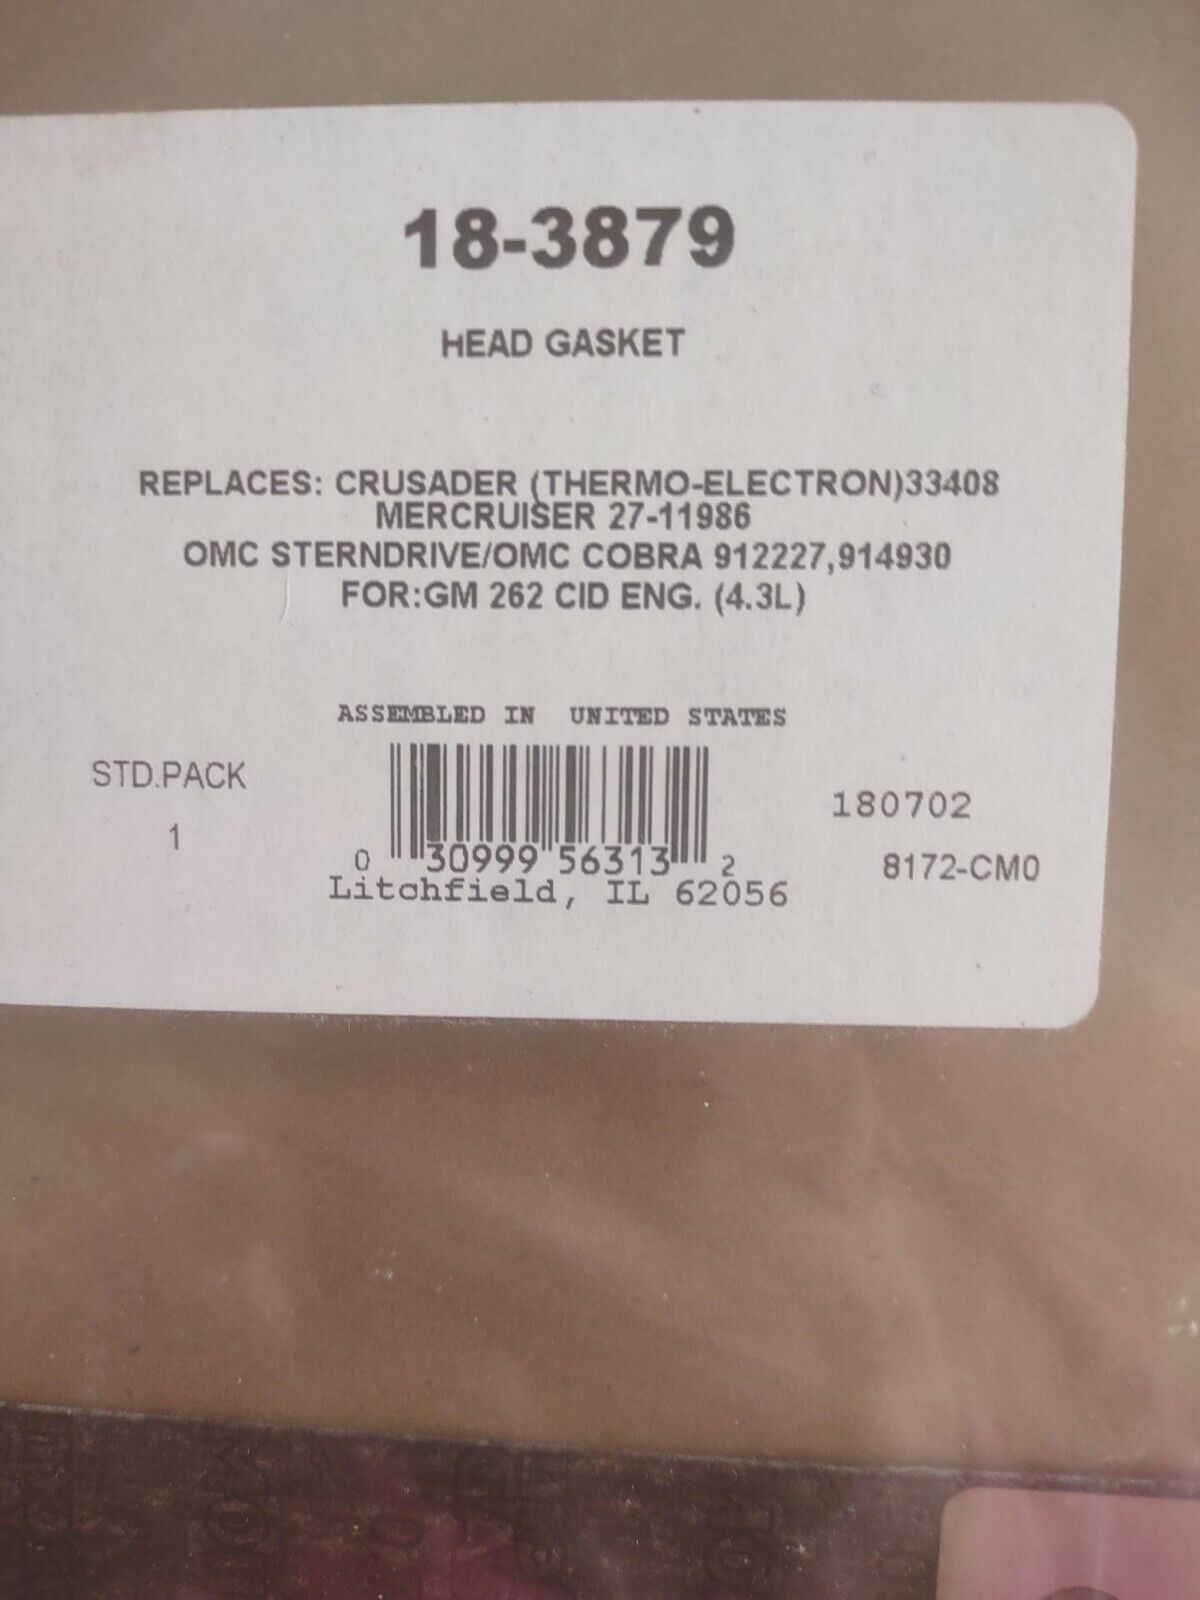 18-3879
HEAD GASKET
REPLACES: CRUSADER (THERMO-ELECTRON)33408
MERCRUISER 27-11986
OMC STERNDRIVE/OMC COBRA 912227,914930
FOR:GM 262 CID ENG. (4.3L)
ASSEMBLED IN UNITED STATES
STD.PACK
1
180702
8172-CM0
0 30999 56313 2
Litchfield, IL 62056